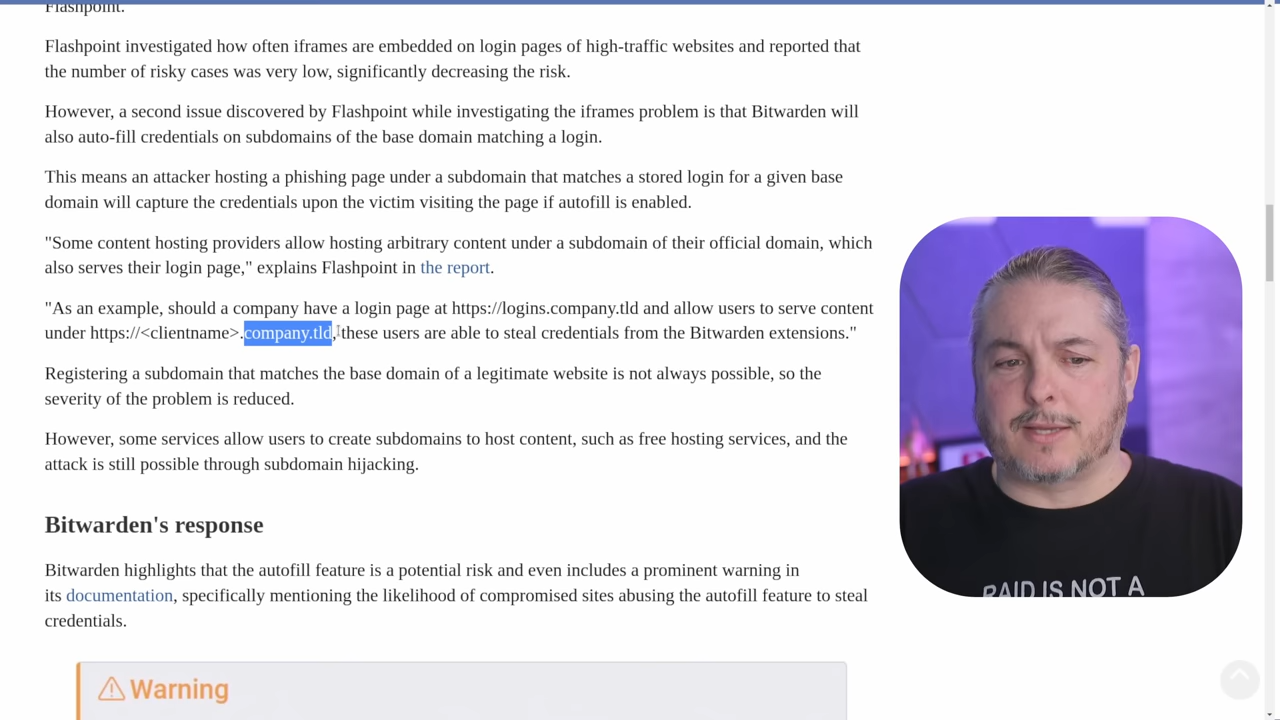 Flashpoint.
Flashpoint investigated how often iframes are embedded on login pages of high-traffic websites and reported that
the number of risky cases was very low, significantly decreasing the risk.
However, a second issue discovered by Flashpoint while investigating the iframes problem is that Bitwarden will
also auto-fill credentials on subdomains of the base domain matching a login.
This means an attacker hosting a phishing page under a subdomain that matches a stored login for a given base
domain will capture the credentials upon the victim visiting the page if autofill is enabled.
"Some content hosting providers allow hosting arbitrary content under a subdomain of their official domain, which
also serves their login page," explains Flashpoint in the report.
"As an example, should a company have a login page at https://logins.company.tld and allow users to serve content
under https://<clientname>.company.tld, these users are able to steal credentials from the Bitwarden extensions."
Registering a subdomain that matches the base domain of a legitimate website is not always possible, so the
severity of the problem is reduced.
However, some services allow users to create subdomains to host content, such as free hosting services, and the
attack is still possible through subdomain hijacking.
Bitwarden's response
Bitwarden highlights that the autofill feature is a potential risk and even includes a prominent warning in
its documentation, specifically mentioning the likelihood of compromised sites abusing the autofill feature to steal
credentials.
Warning
RAID IS NOT A